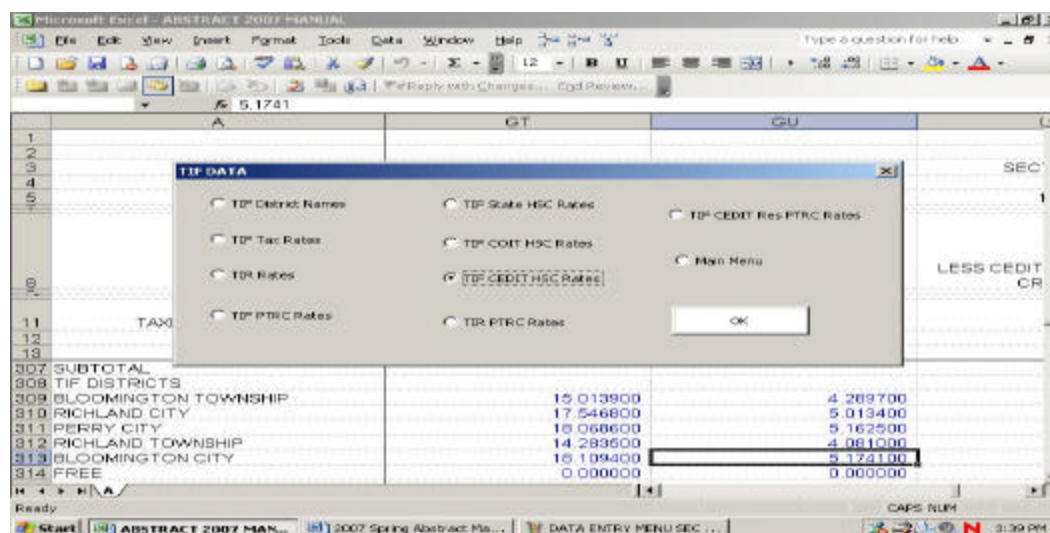 Microsoft Excel - ABSTRACT 2007 MANUAL
File Edit View Insert Format Tools Data Window Help Type a question for help
12 B U
Reply with Changes... End Review...
fx 5.1741
A GT GU
1
2
3 SEC
4
5 1
TIF DATA
TIF District Names TIF State HSC Rates TIF CEDIT Res PTRC Rates
TIF Tax Rates TIF COIT HSC Rates Main Menu
TIR Rates TIF CEDIT HSC Rates
TIF PTRC Rates TIR PTRC Rates OK
LESS CEDIT
8 CR
11 TAXI
12
13
307 SUBTOTAL
308 TIF DISTRICTS
309 BLOOMINGTON TOWNSHIP 15.013900 4.289700
310 RICHLAND CITY 17.546800 5.013400
311 PERRY CITY 18.068600 5.162500
312 RICHLAND TOWNSHIP 14.283500 4.081000
313 BLOOMINGTON CITY 18.109400 5.174100
314 FREE 0.000000 0.000000
A
Ready CAPS NUM
Start ABSTRACT 2007 MAN... 2007 Spring Abstract Ma... DATA ENTRY MENU SEC ... N 3:39 PM